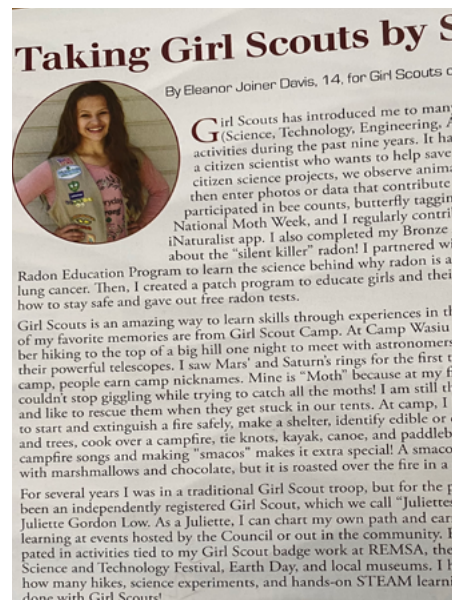 Taking Girl Scouts by
By Eleanor Joiner Davis, 14, for Girl Scouts
Girl Scouts has introduced me to many
(Science, Technology, Engineering,
activities during the past nine years. It ha
a citizen scientist who wants to help save
citizen science projects, we observe anima
then enter photos or data that contribute
participated in bee counts, butterfly taggin
National Moth Week, and I regularly contri
iNaturalist app. I also completed my Bronze
about the “silent killer” radon! I partnered wi
Radon Education Program to learn the science behind why radon is a
lung cancer. Then, I created a patch program to educate girls and thei
how to stay safe and gave out free radon tests.
Girl Scouts is an amazing way to learn skills through experiences in th
of my favorite memories are from Girl Scout Camp. At Camp Wasiu
ber hiking to the top of a big hill one night to meet with astronomers
their powerful telescopes. I saw Mars’ and Saturn’s rings for the first t
camp, people earn camp nicknames. Mine is “Moth” because at my fi
couldn’t stop giggling while trying to catch all the moths! I am still th
and like to rescue them when they get stuck in our tents. At camp, I
to start and extinguish a fire safely, make a shelter, identify edible or
and trees, cook over a campfire, tie knots, kayak, canoe, and paddleb
campfire songs and making “smacos” makes it extra special! A smaco
with marshmallows and chocolate, but it is roasted over the fire in a
For several years I was in a traditional Girl Scout troop, but for the p
been an independently registered Girl Scout, which we call “Juliettes
Juliette Gordon Low. As a Juliette, I can chart my own path and ear
learning at events hosted by the Council or out in the community.
pated in activities tied to my Girl Scout badge work at REMSA, the
Science and Technology Festival, Earth Day, and local museums. I h
how many hikes, science experiments, and hands-on STEAM learni
done with Girl Scouts!